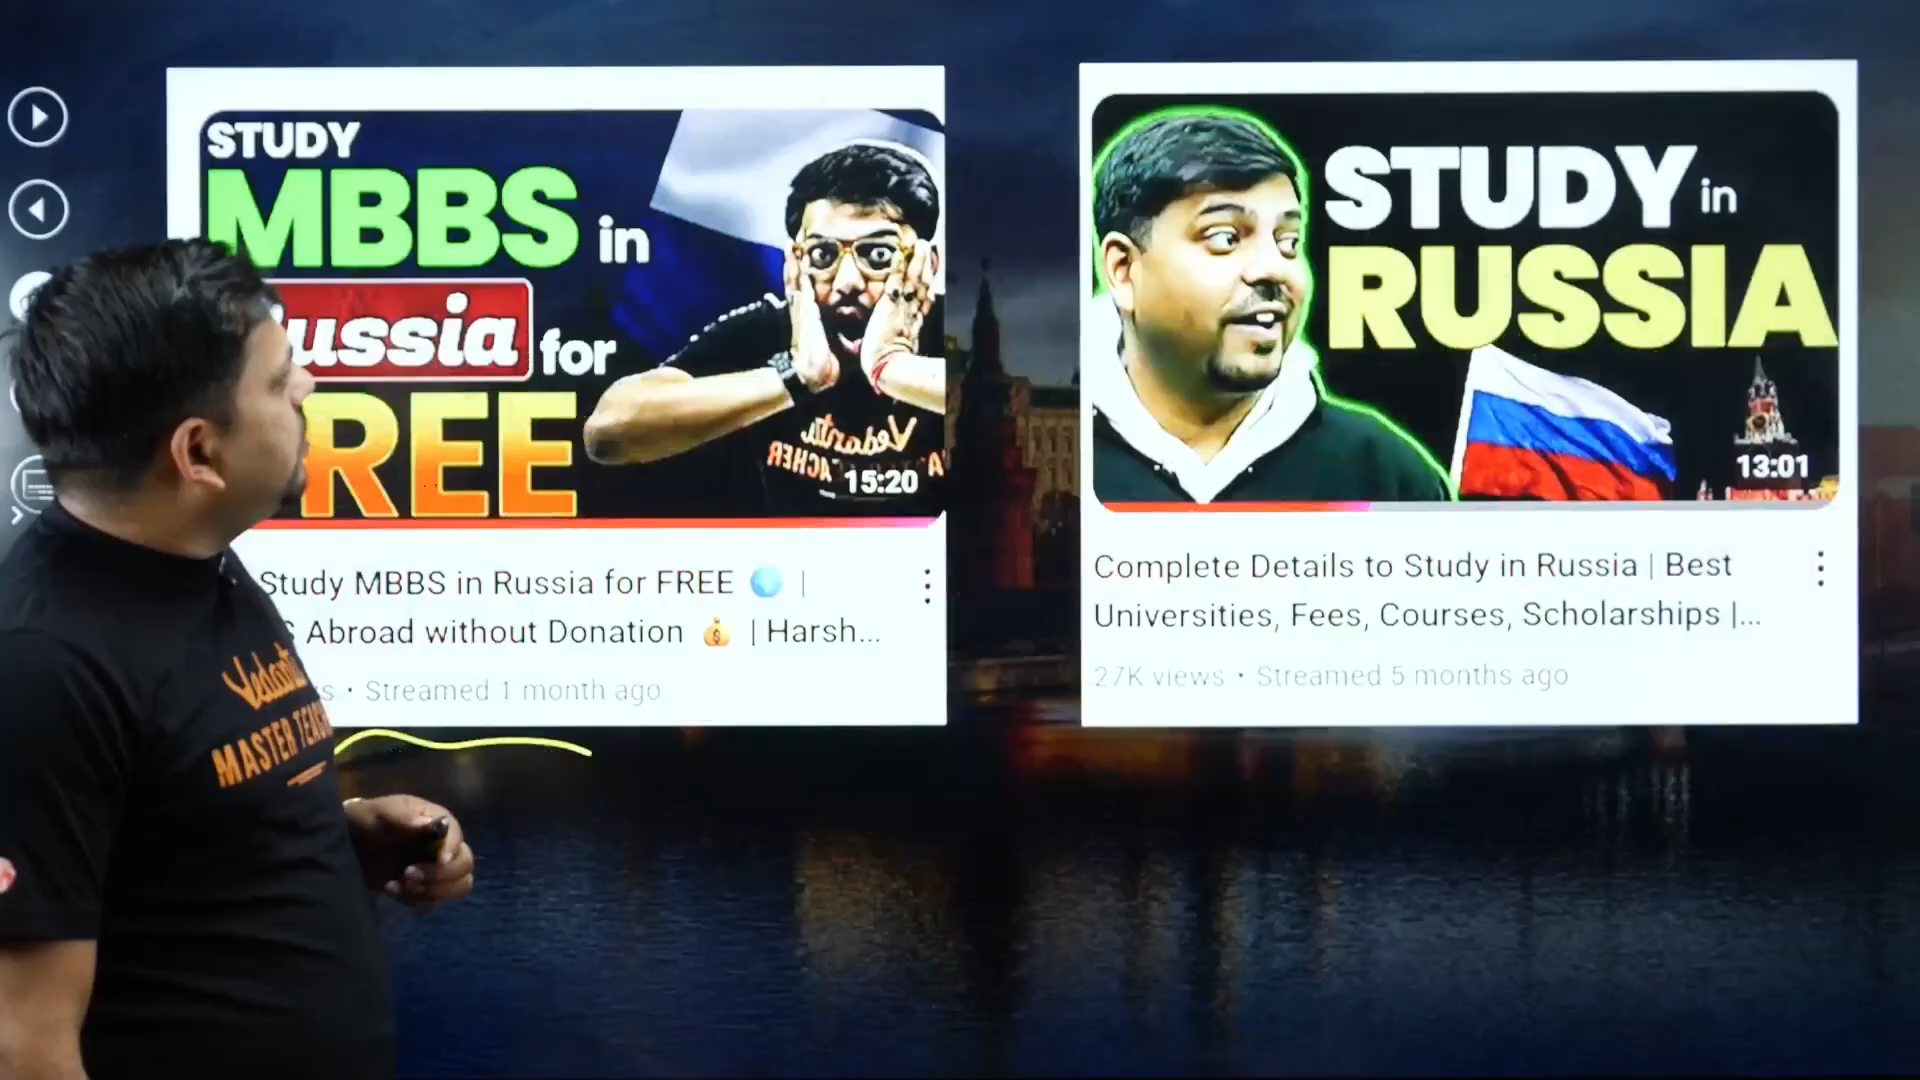 STUDY
MBBS in
ussia for
REE
Vedantu
15:20
Study MBBS in Russia for FREE |
Abroad without Donation | Harsh...
s • Streamed 1 month ago
STUDY in
RUSSIA
13:01
Complete Details to Study in Russia | Best
Universities, Fees, Courses, Scholarships |...
27K views • Streamed 5 months ago
Vedantu
MASTER